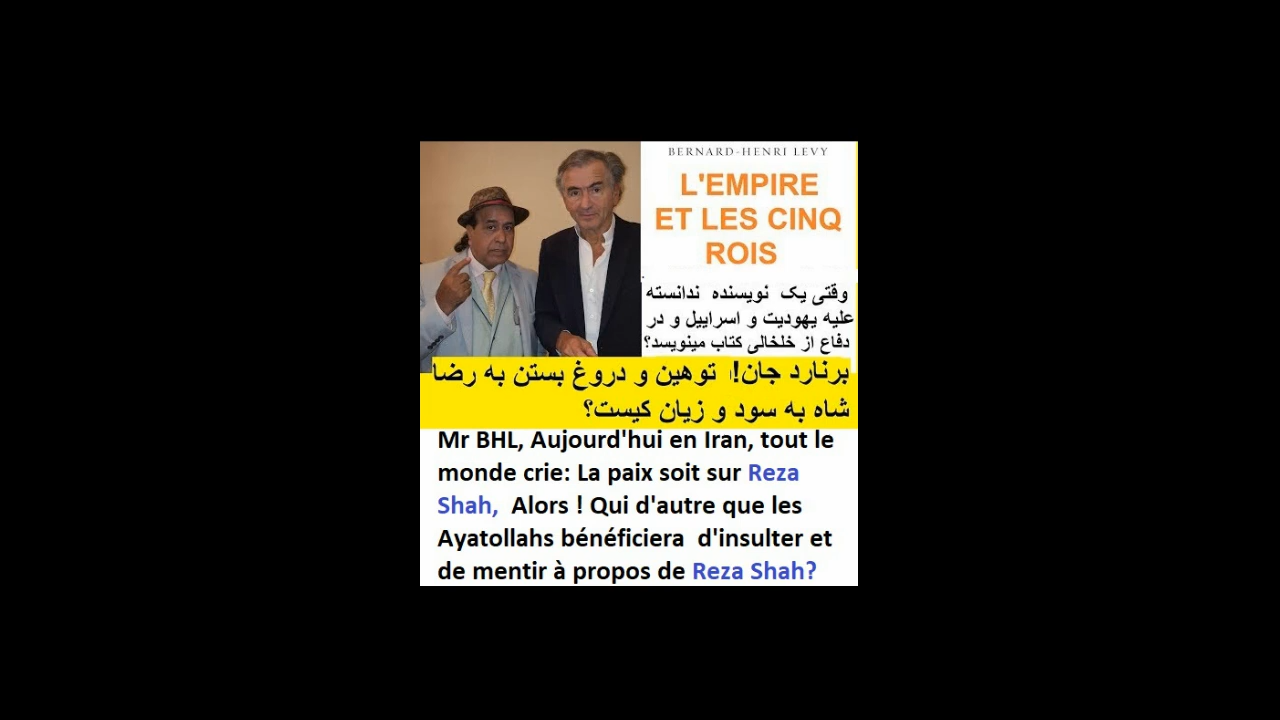 BERNARD-HENRI LEVY
L'EMPIRE
ET LES CINQ
ROIS
وقتی یک نویسنده ندانسته
علیه یهودیت و اسراییل و در
دفاع از خلخالی کتاب مینویسد؟
برنارد جان! توهین و دروغ بستن به رضا
شاه به سود و زیان کیست؟
Mr BHL, Aujourd'hui en Iran, tout le
monde crie: La paix soit sur Reza
Shah, Alors ! Qui d'autre que les
Ayatollahs bénéficiera d'insulter et
de mentir à propos de Reza Shah?